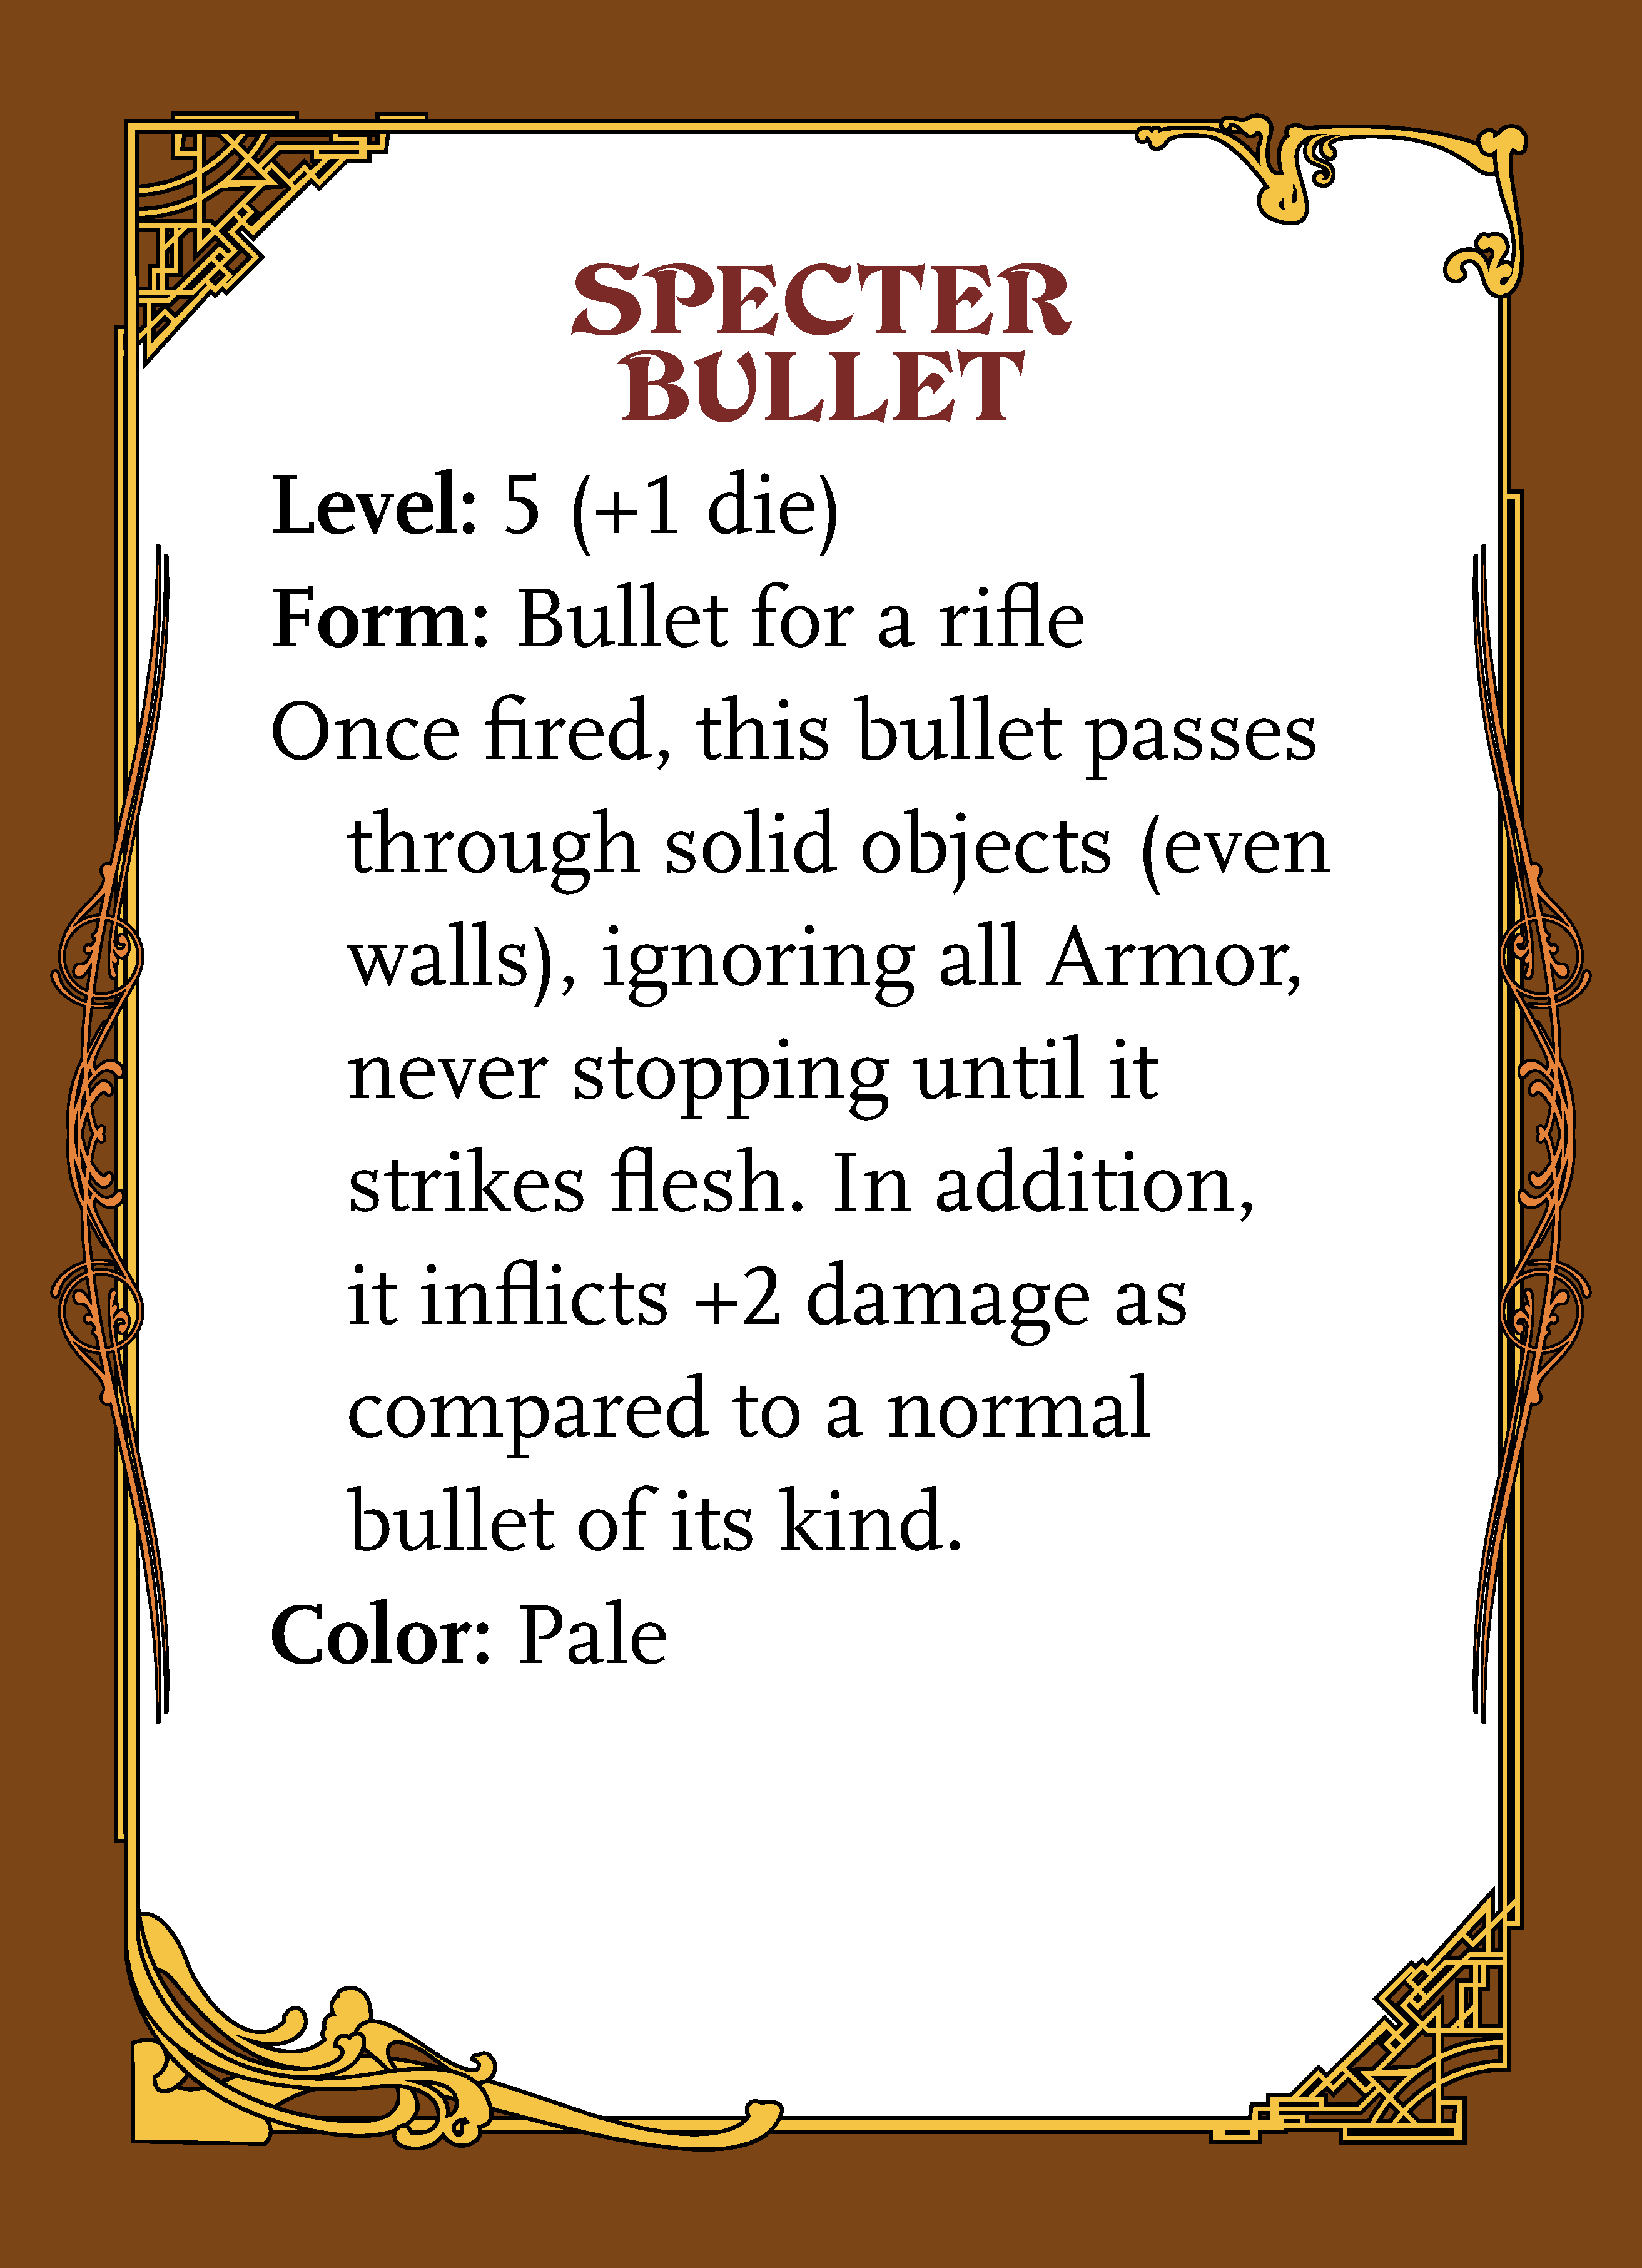 SPECTER
BULLET
Level: 5 (+1 die)
Form: Bullet for a rifle
Once fired, this bullet passes
through solid objects (even
walls), ignoring all Armor,
never stopping until it
strikes flesh. In addition,
it inflicts +2 damage as
compared to a normal
bullet of its kind.
Color: Pale